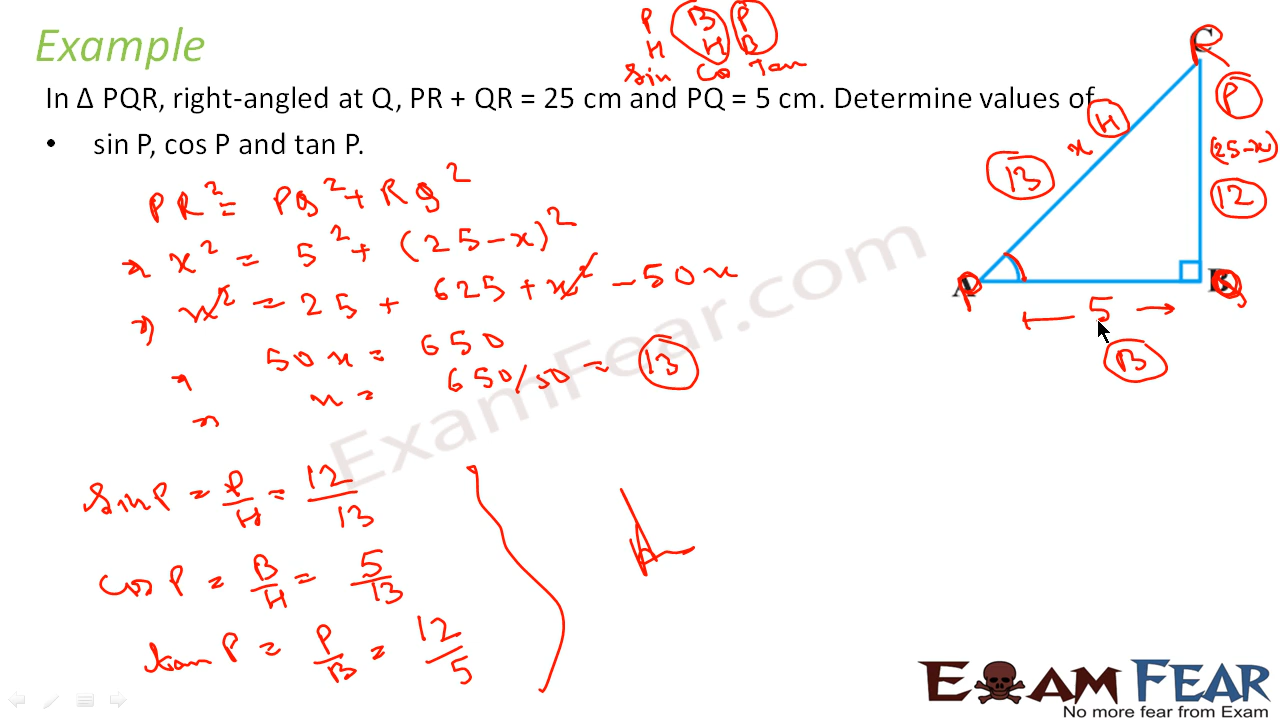 Example
P B P
H H B
Sin Cos Tan
In Δ PQR, right-angled at Q, PR + QR = 25 cm and PQ = 5 cm. Determine values of
• sin P, cos P and tan P.
PR² = PQ² + RQ²
x² = 5² + (25-x)²
x² = 25 + 625 + x² - 50x
50x = 650
x = 650/50 = 13
sin P = P/H = 12/13
cos P = B/H = 5/13
tan P = P/B = 12/5
R
H
x
13
P
(25-x)
12
P
Q
5
B
ExamFear.com
EXAM FEAR
No more fear from Exam